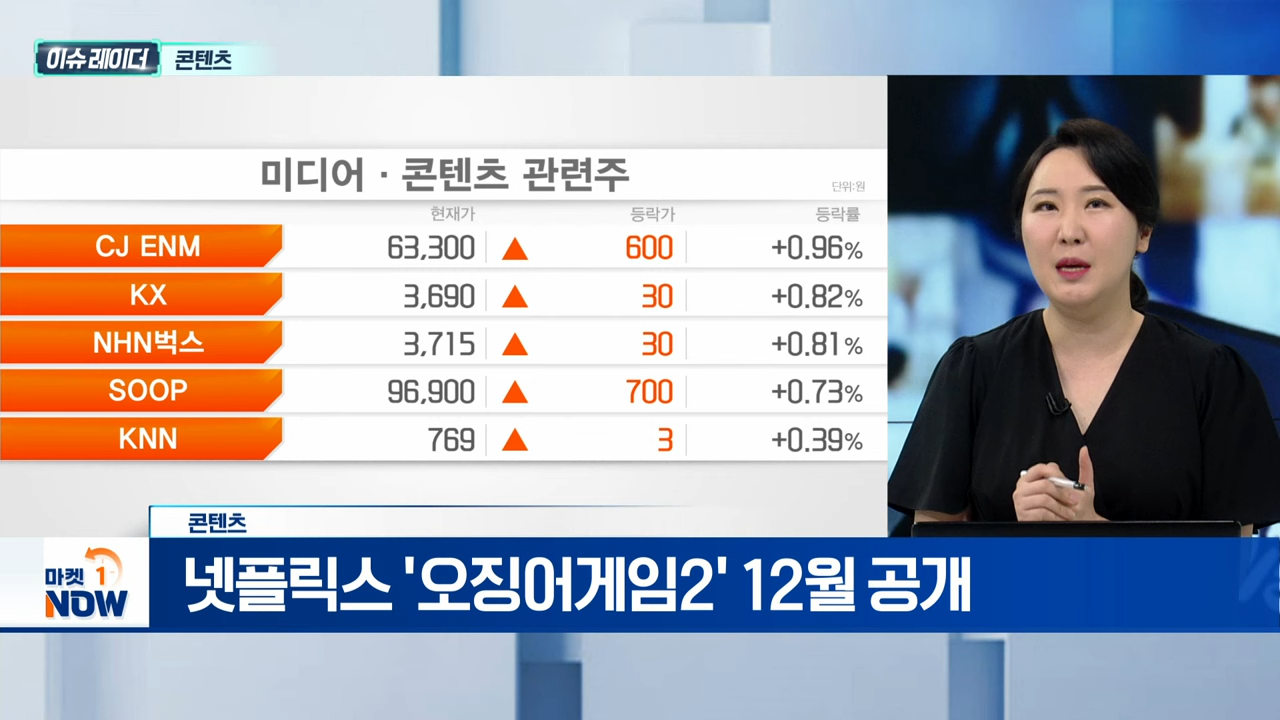 이슈레이더 콘텐츠
미디어 · 콘텐츠 관련주
단위:원
현재가 등락가 등락률
CJ ENM 63,300 ▲ 600 +0.96%
KX 3,690 ▲ 30 +0.82%
NHN벅스 3,715 ▲ 30 +0.81%
SOOP 96,900 ▲ 700 +0.73%
KNN 769 ▲ 3 +0.39%
콘텐츠
마켓 1
NOW
넷플릭스 '오징어게임2' 12월 공개